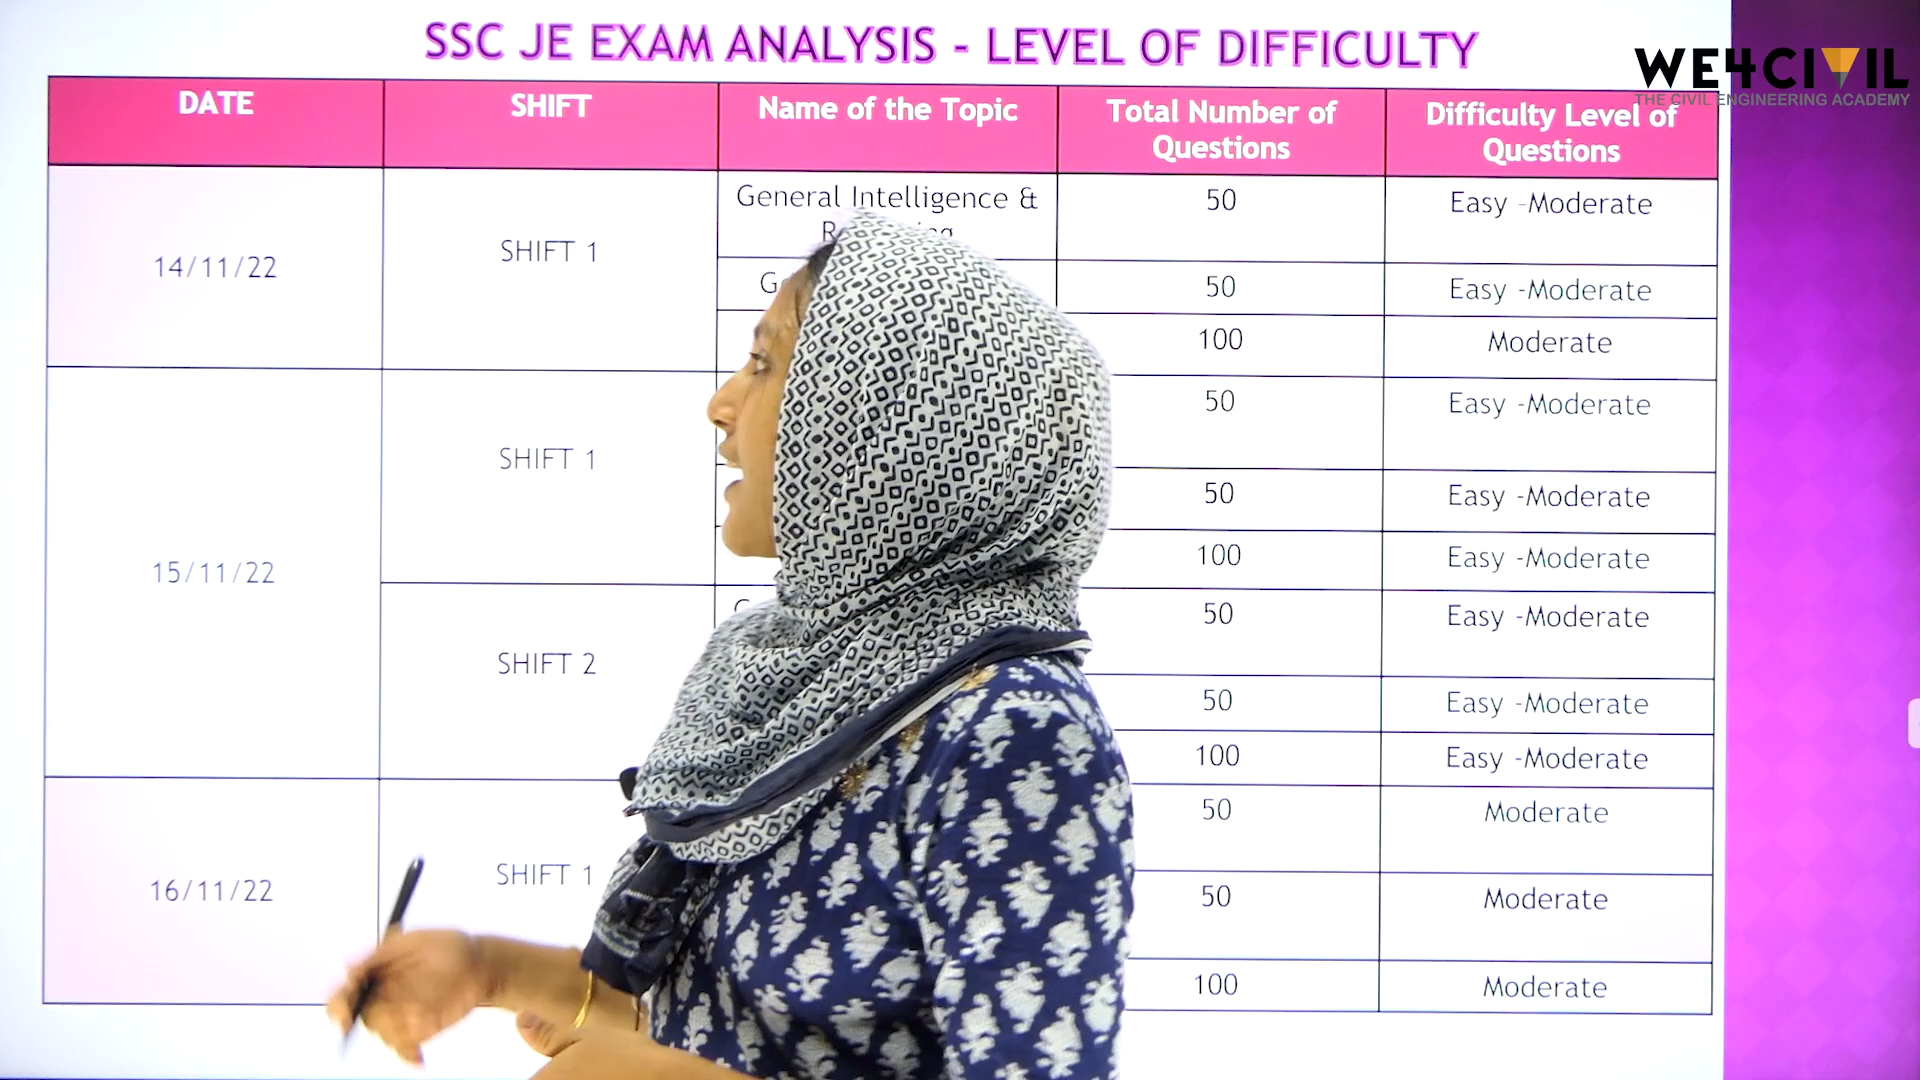 SSC JE EXAM ANALYSIS - LEVEL OF DIFFICULTY
WE4CIVIL
THE CIVIL ENGINEERING ACADEMY
DATE
SHIFT
Name of the Topic
Total Number of
Questions
Difficulty Level of
Questions
14/11/22
SHIFT 1
General Intelligence &
50
Easy -Moderate
50
Easy -Moderate
100
Moderate
15/11/22
SHIFT 1
50
Easy -Moderate
50
Easy -Moderate
100
Easy -Moderate
SHIFT 2
50
Easy -Moderate
50
Easy -Moderate
100
Easy -Moderate
16/11/22
SHIFT 1
50
Moderate
50
Moderate
100
Moderate